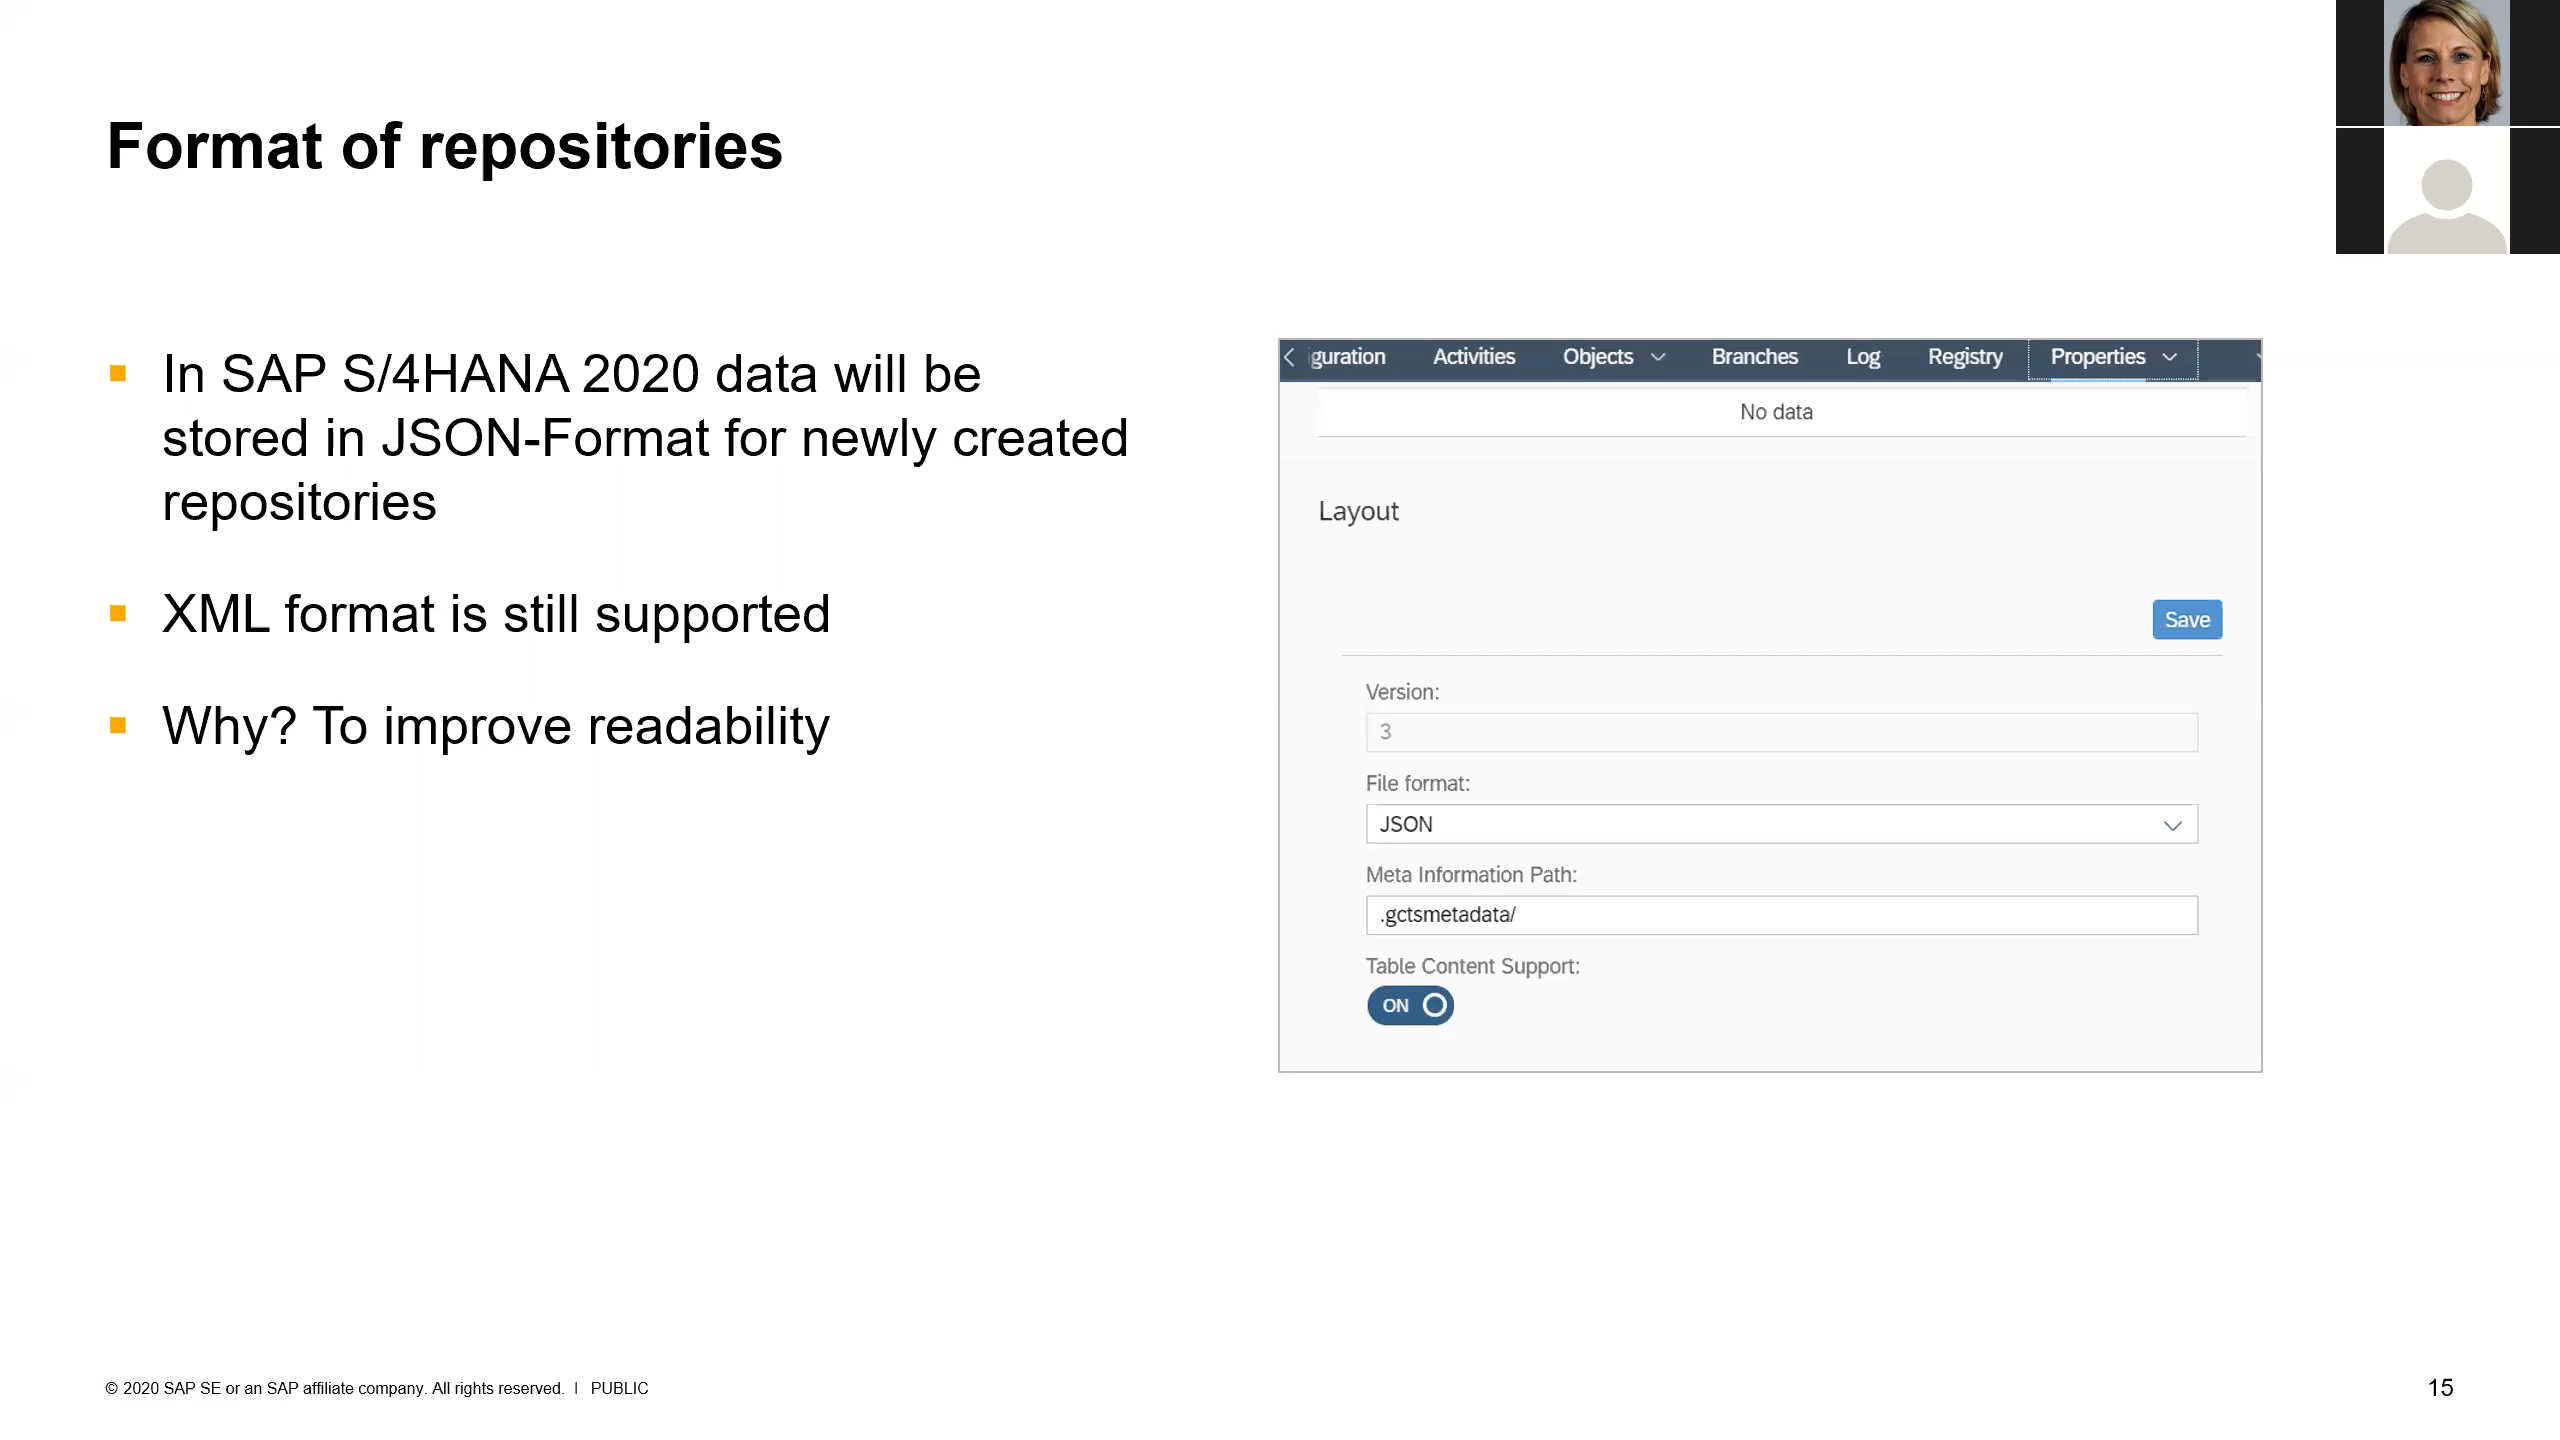 Format of repositories
In SAP S/4HANA 2020 data will be
stored in JSON-Format for newly created
repositories
XML format is still supported
Why? To improve readability
guration Activities Objects Branches Log Registry Properties
No data
Layout
Save
Version:
3
File format:
JSON
Meta Information Path:
.gctsmetadata/
Table Content Support:
ON
© 2020 SAP SE or an SAP affiliate company. All rights reserved. | PUBLIC
15